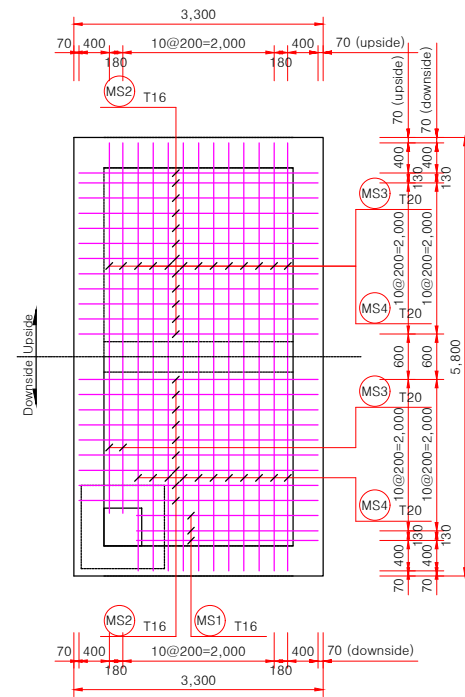 3,300
70 400 10@200=2,000 400 70 (upside)
180 180
MS2 T16
70 (upside)
70 (downside)
400 400
130 130
MS3 T20
10@200=2,000
10@200=2,000
MS4 T20
600 600
5,800
Downside Upside
MS3 T20
10@200=2,000
10@200=2,000
MS4 T20
130 130
400 400
70 70
MS2 T16 MS1 T16
70 400 10@200=2,000 400 70 (downside)
180 180
3,300